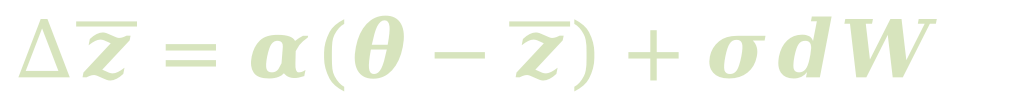 Δz̅ = α(θ − z̅) + σdW